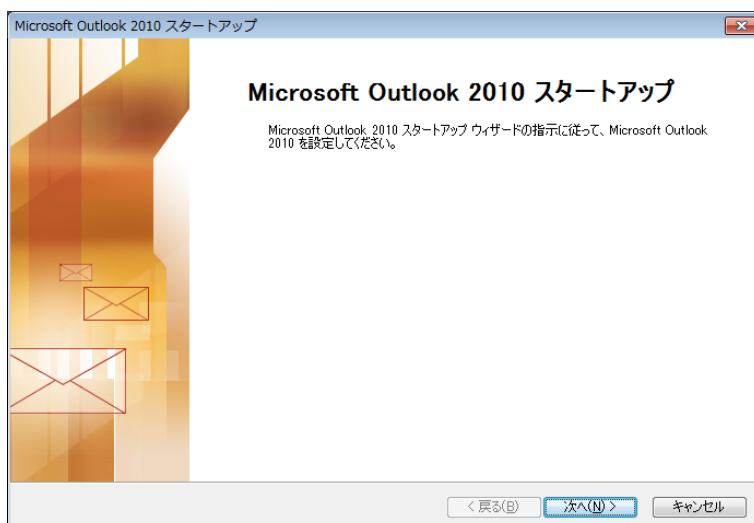 Microsoft Outlook 2010 スタートアップ
Microsoft Outlook 2010 スタートアップ
Microsoft Outlook 2010 スタートアップ ウィザードの指示に従って、Microsoft Outlook
2010 を設定してください。
< 戻る(B)
次へ(N) >
キャンセル